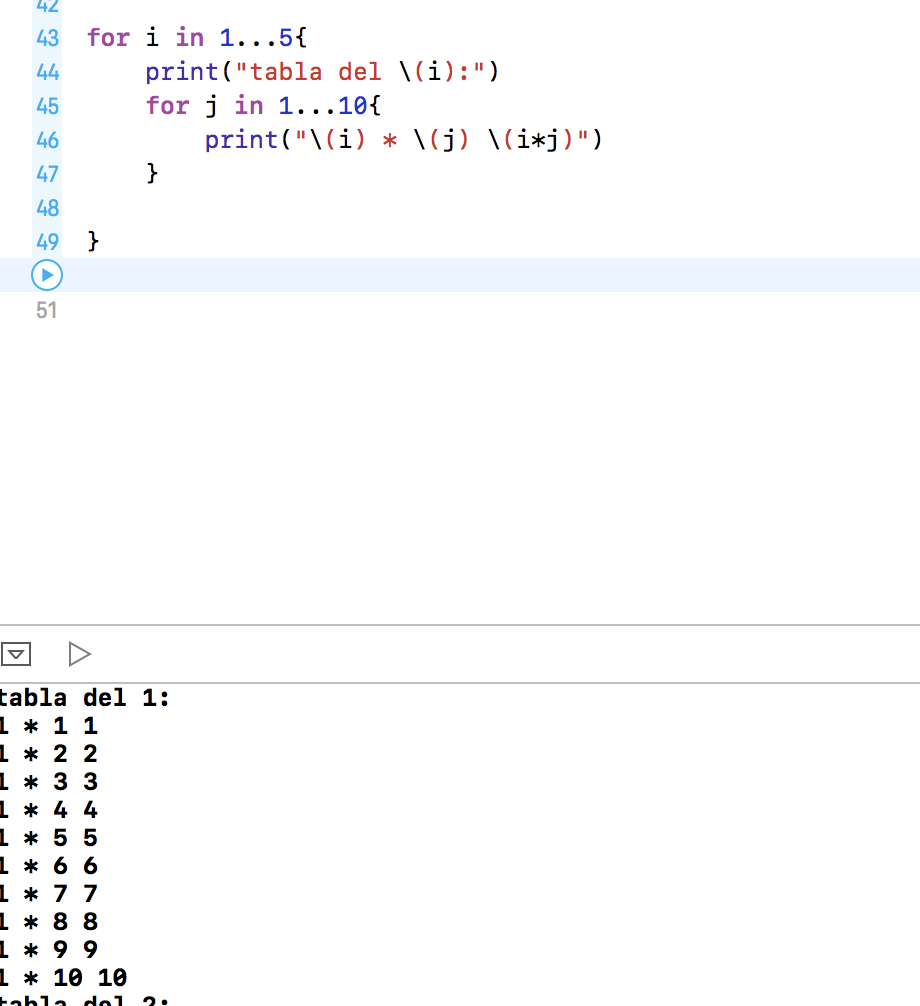 42
43 for i in 1...5{
44 print("tabla del \(i):")
45 for j in 1...10{
46 print("\(i) * \(j) \(i*j)")
47 }
48
49 }
51
tabla del 1:
1 * 1 1
1 * 2 2
1 * 3 3
1 * 4 4
1 * 5 5
1 * 6 6
1 * 7 7
1 * 8 8
1 * 9 9
1 * 10 10
tabla del 2: